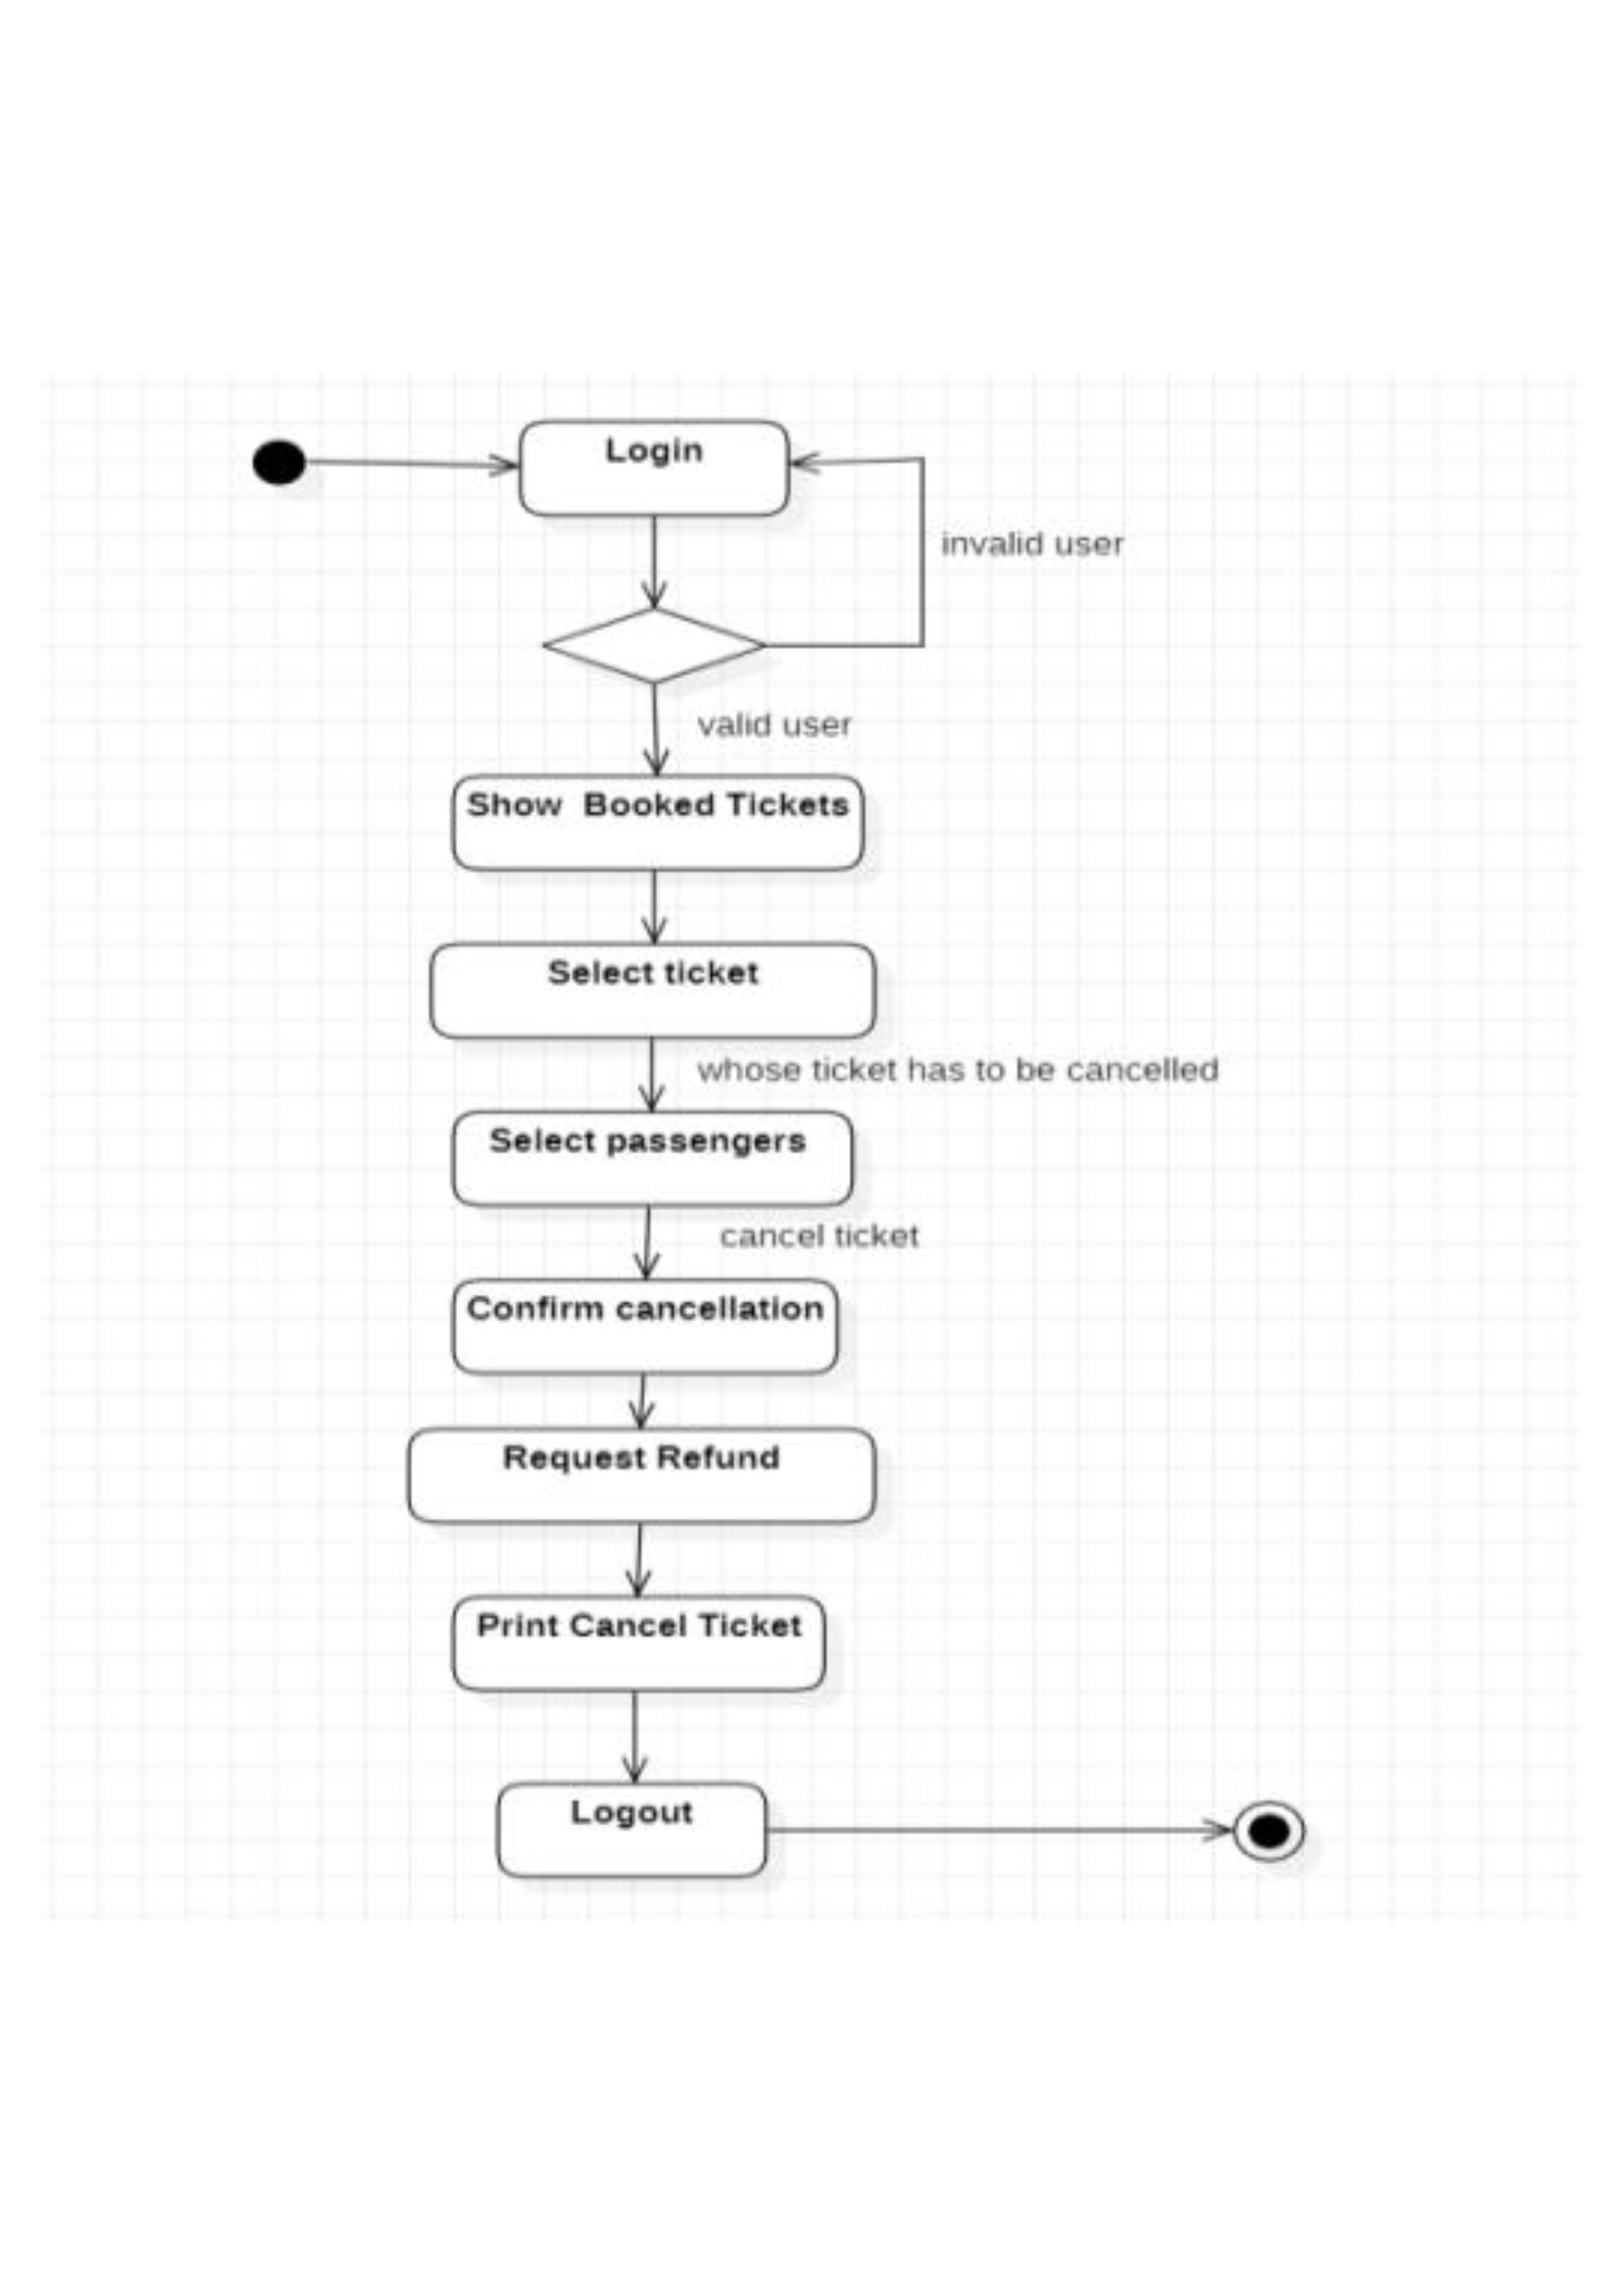 Login
invalid user
valid user
Show  Booked Tickets
Select ticket
whose ticket has to be cancelled
Select passengers
cancel ticket
Confirm cancellation
Request Refund
Print Cancel Ticket
Logout